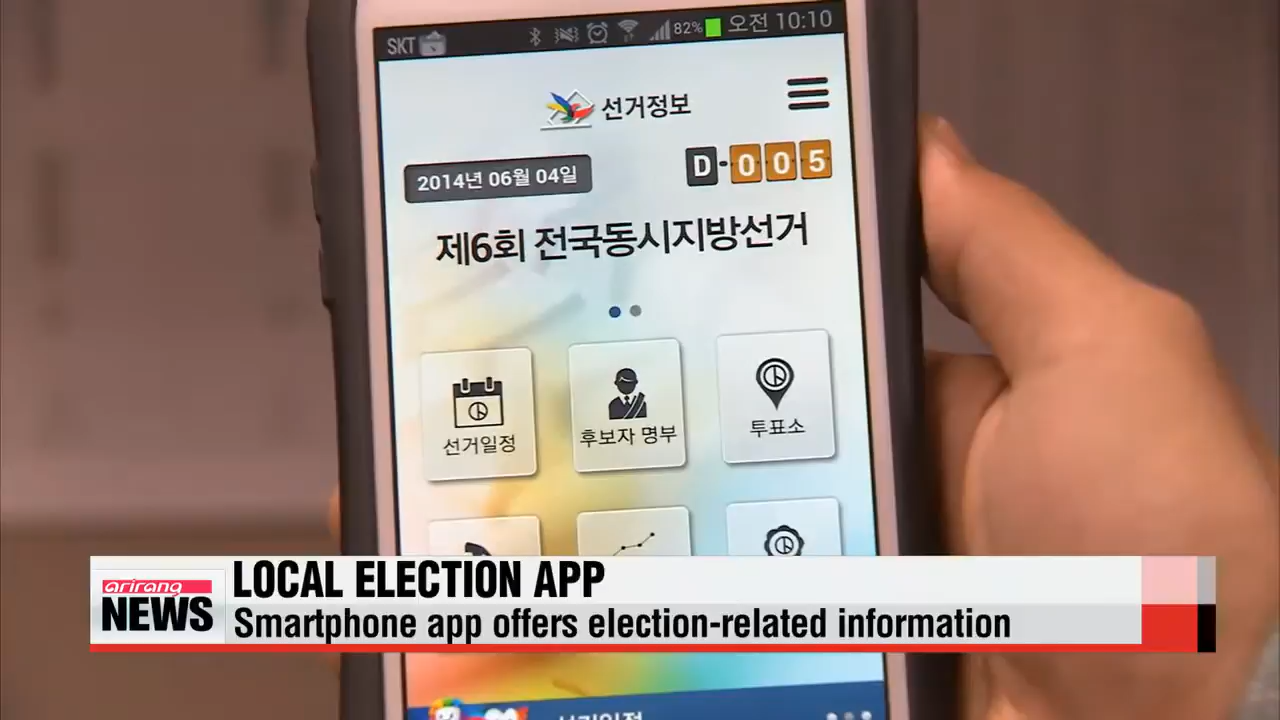 SKT 82% 오전 10:10
선거정보
2014년 06월 04일 D-005
제6회 전국동시지방선거
선거일정 후보자 명부 투표소
arirang NEWS
LOCAL ELECTION APP
Smartphone app offers election-related information